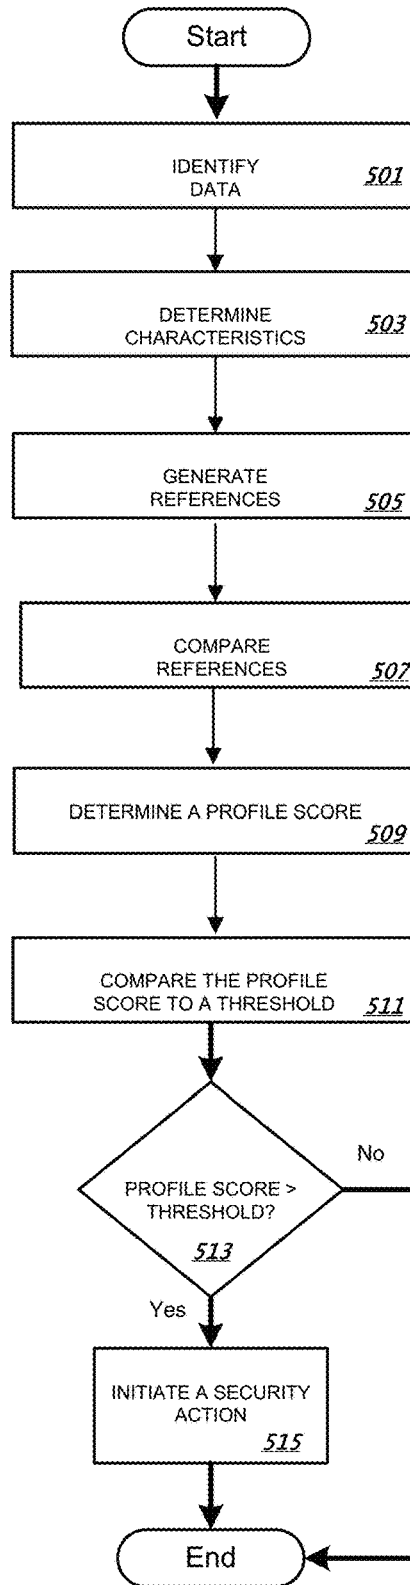 Start
IDENTIFY
DATA
501
DETERMINE
CHARACTERISTICS
503
GENERATE
REFERENCES
505
COMPARE
REFERENCES
507
DETERMINE A PROFILE SCORE
509
COMPARE THE PROFILE
SCORE TO A THRESHOLD
511
No
PROFILE SCORE >
THRESHOLD?
513
Yes
INITIATE A SECURITY
ACTION
515
End